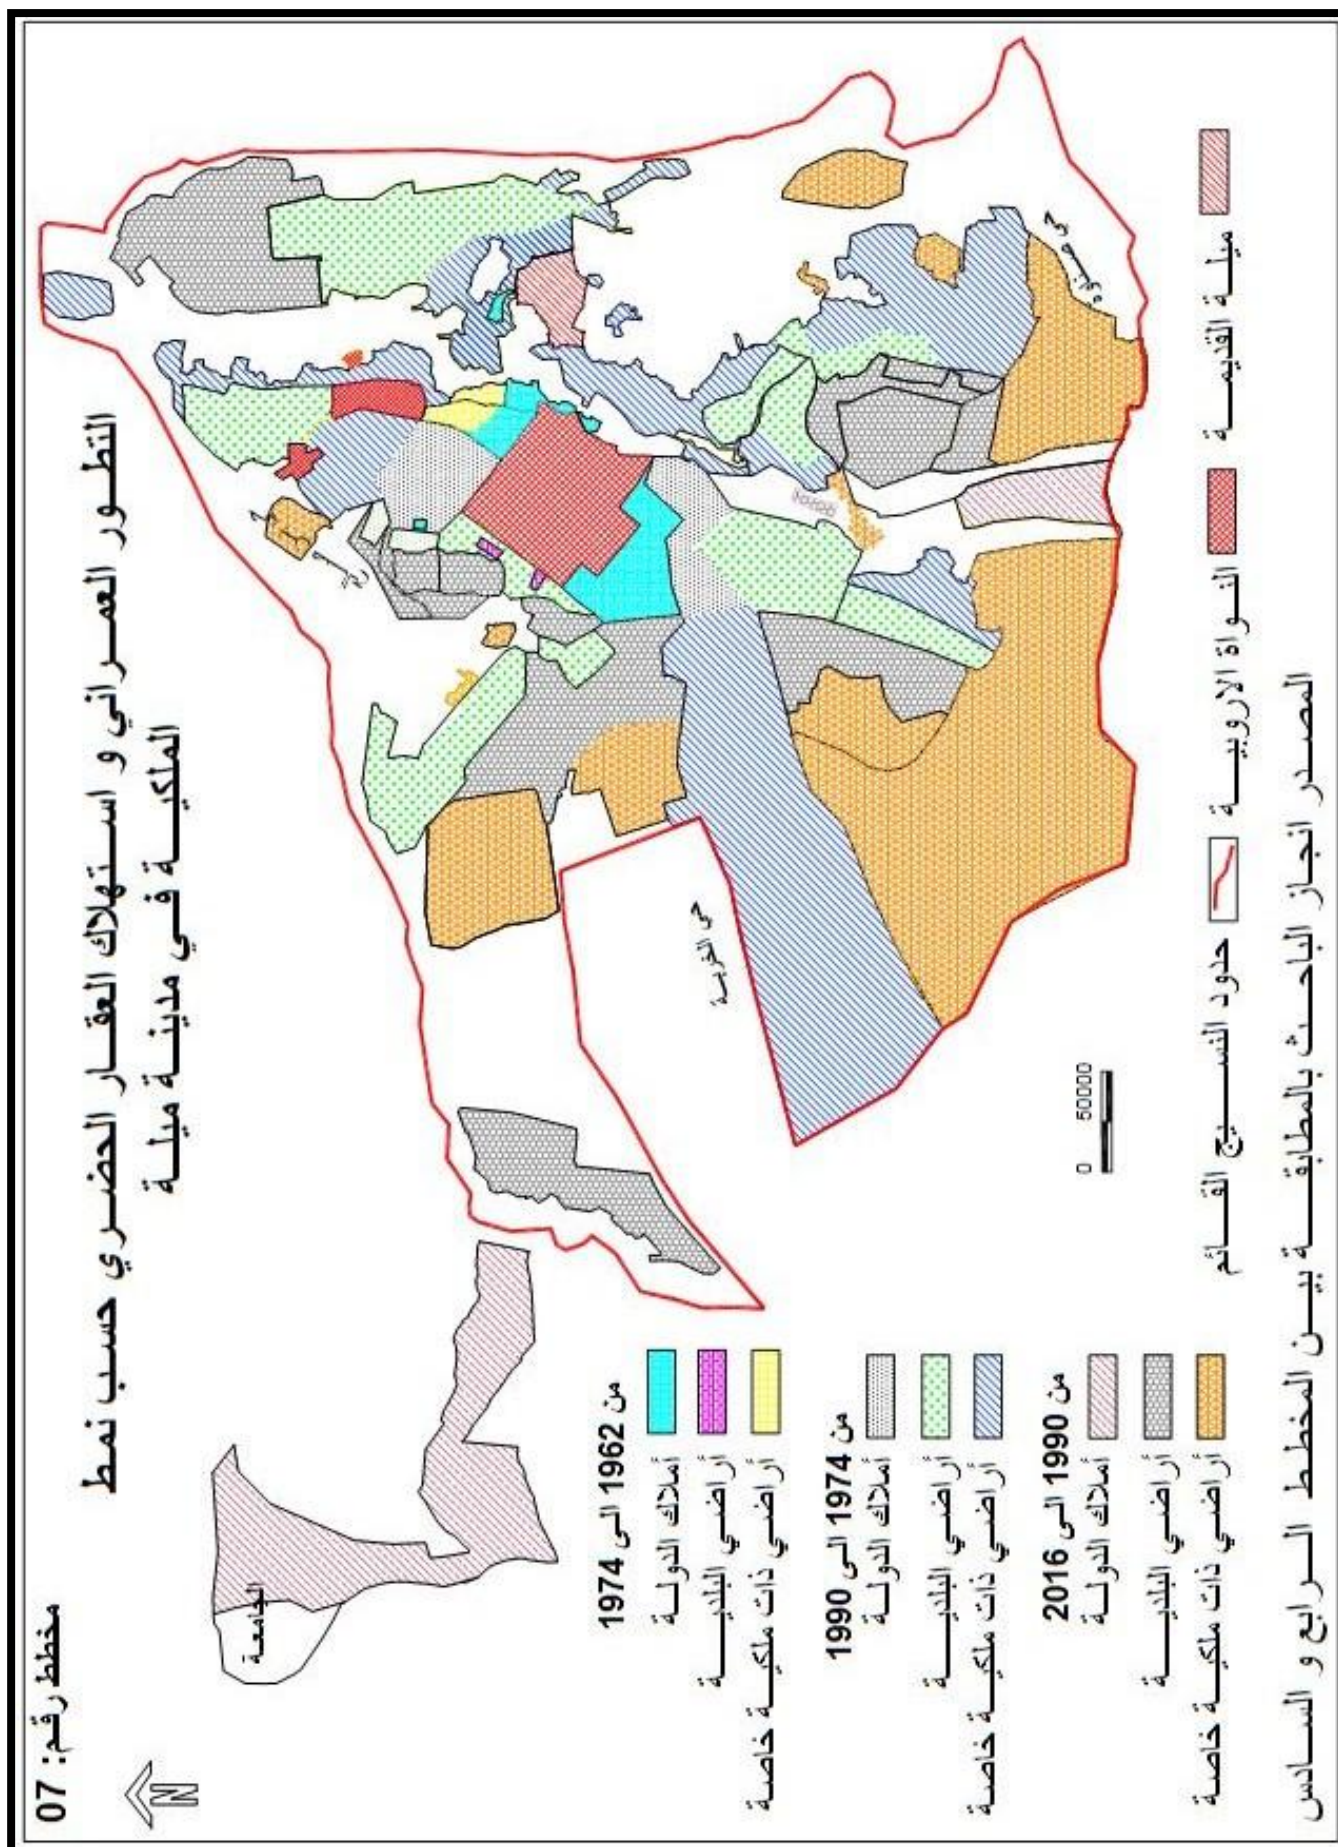 مخطط رقم: 07
التطور العمراني و استهلاك العقار الحضري حسب نمط
الملكية في مدينة ميلة
N
الجامعة
حي الخربة
0 50000
من 1962 الى 1974
أملاك الدولة
أراضي البلدية
أراضي ذات ملكية خاصة
من 1974 الى 1990
أملاك الدولة
أراضي البلدية
أراضي ذات ملكية خاصة
من 1990 الى 2016
أملاك الدولة
أراضي البلدية
أراضي ذات ملكية خاصة
حدود النسيج القائم
النواة الاروبية
ميلة القديمة
المصدر انجاز الباحث بالمطابقة بين المخطط الرابع و السادس